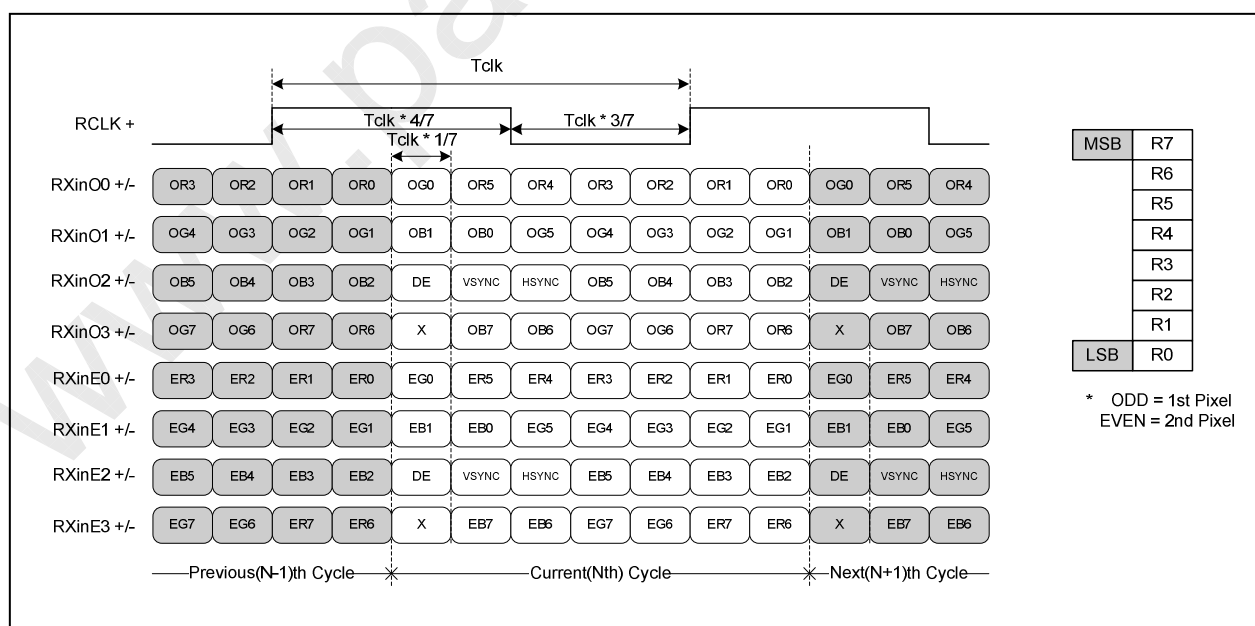 www.pa
Tclk
RCLK +
Tclk * 4/7 Tclk * 3/7
Tclk * 1/7
RXinO0 +/- OR3 OR2 OR1 OR0 OG0 OR5 OR4 OR3 OR2 OR1 OR0 OG0 OR5 OR4
RXinO1 +/- OG4 OG3 OG2 OG1 OB1 OB0 OG5 OG4 OG3 OG2 OG1 OB1 OB0 OG5
RXinO2 +/- OB5 OB4 OB3 OB2 DE VSYNC HSYNC OB5 OB4 OB3 OB2 DE VSYNC HSYNC
RXinO3 +/- OG7 OG6 OR7 OR6 X OB7 OB6 OG7 OG6 OR7 OR6 X OB7 OB6
RXinE0 +/- ER3 ER2 ER1 ER0 EG0 ER5 ER4 ER3 ER2 ER1 ER0 EG0 ER5 ER4
RXinE1 +/- EG4 EG3 EG2 EG1 EB1 EB0 EG5 EG4 EG3 EG2 EG1 EB1 EB0 EG5
RXinE2 +/- EB5 EB4 EB3 EB2 DE VSYNC HSYNC EB5 EB4 EB3 EB2 DE VSYNC HSYNC
RXinE3 +/- EG7 EG6 ER7 ER6 X EB7 EB6 EG7 EG6 ER7 ER6 X EB7 EB6
Previous(N-1)th Cycle Current(Nth) Cycle Next(N+1)th Cycle
MSB R7
R6
R5
R4
R3
R2
R1
LSB R0
* ODD = 1st Pixel
EVEN = 2nd Pixel